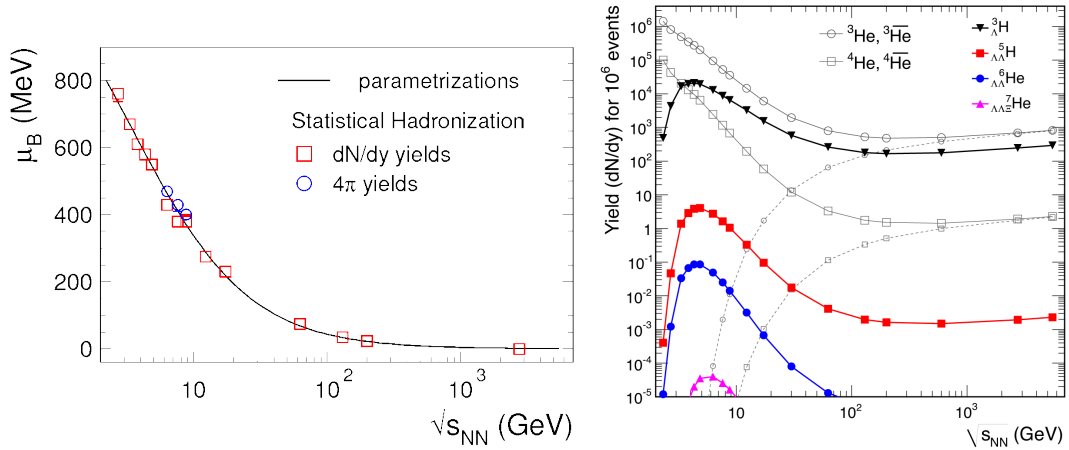 μB (MeV)
800
600
400
200
0
parametrizations
Statistical Hadronization
dN/dy yields
4π yields
10
10²
10³
√sNN (GeV)
Yield (dN/dy) for 10⁶ events
10⁶
10⁵
10⁴
10³
10²
10
1
10⁻¹
10⁻²
10⁻³
10⁻⁴
10⁻⁵
³He, ³H̅e̅
⁴He, ⁴H̅e̅
³ΛH
⁵ΛΛH
⁶ΛΛHe
⁷ΛΛΞHe
10
10²
10³
√sNN (GeV)